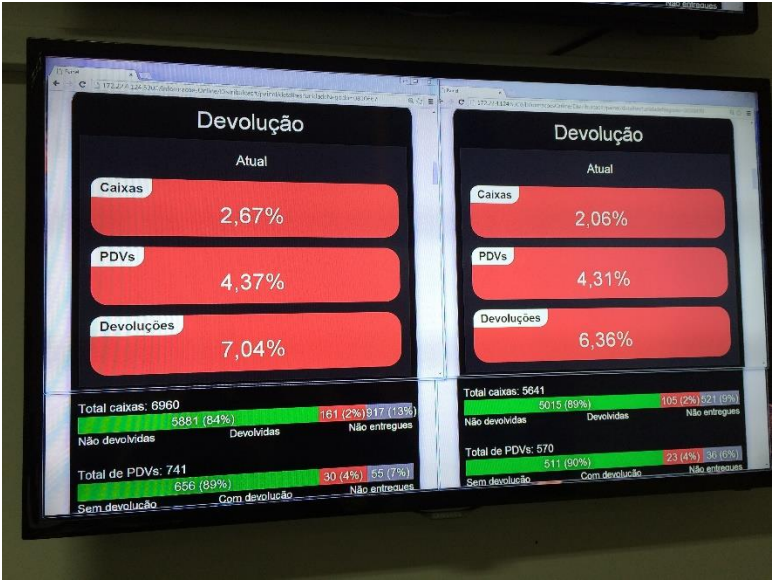 Não entregues
Devolução
Atual
Caixas
2,67%
PDVs
4,37%
Devoluções
7,04%
Total caixas: 6960
5881 (84%) 161 (2%) 917 (13%)
Não devolvidas Devolvidas Não entregues
Total de PDVs: 741
656 (89%) 30 (4%) 55 (7%)
Sem devolução Com devolução Não entregues
Devolução
Atual
Caixas
2,06%
PDVs
4,31%
Devoluções
6,36%
Total caixas: 5641
5015 (89%) 105 (2%) 521 (9%)
Não devolvidas Devolvidas Não entregues
Total de PDVs: 570
511 (90%) 23 (4%) 36 (6%)
Sem devolução Com devolução Não entregues